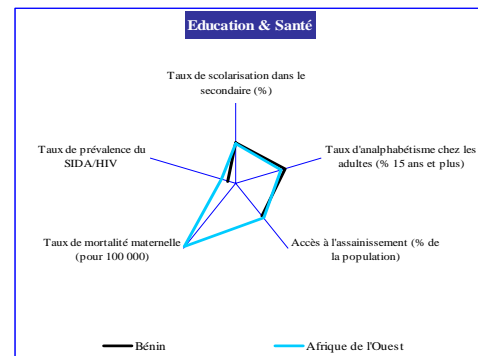 Education & Santé
Taux de scolarisation dans le
secondaire (%)
Taux de prévalence du
SIDA/HIV
Taux d'analphabétisme chez les
adultes (% 15 ans et plus)
Taux de mortalité maternelle
(pour 100 000)
Accès à l'assainissement (% de
la population)
Bénin
Afrique de l'Ouest